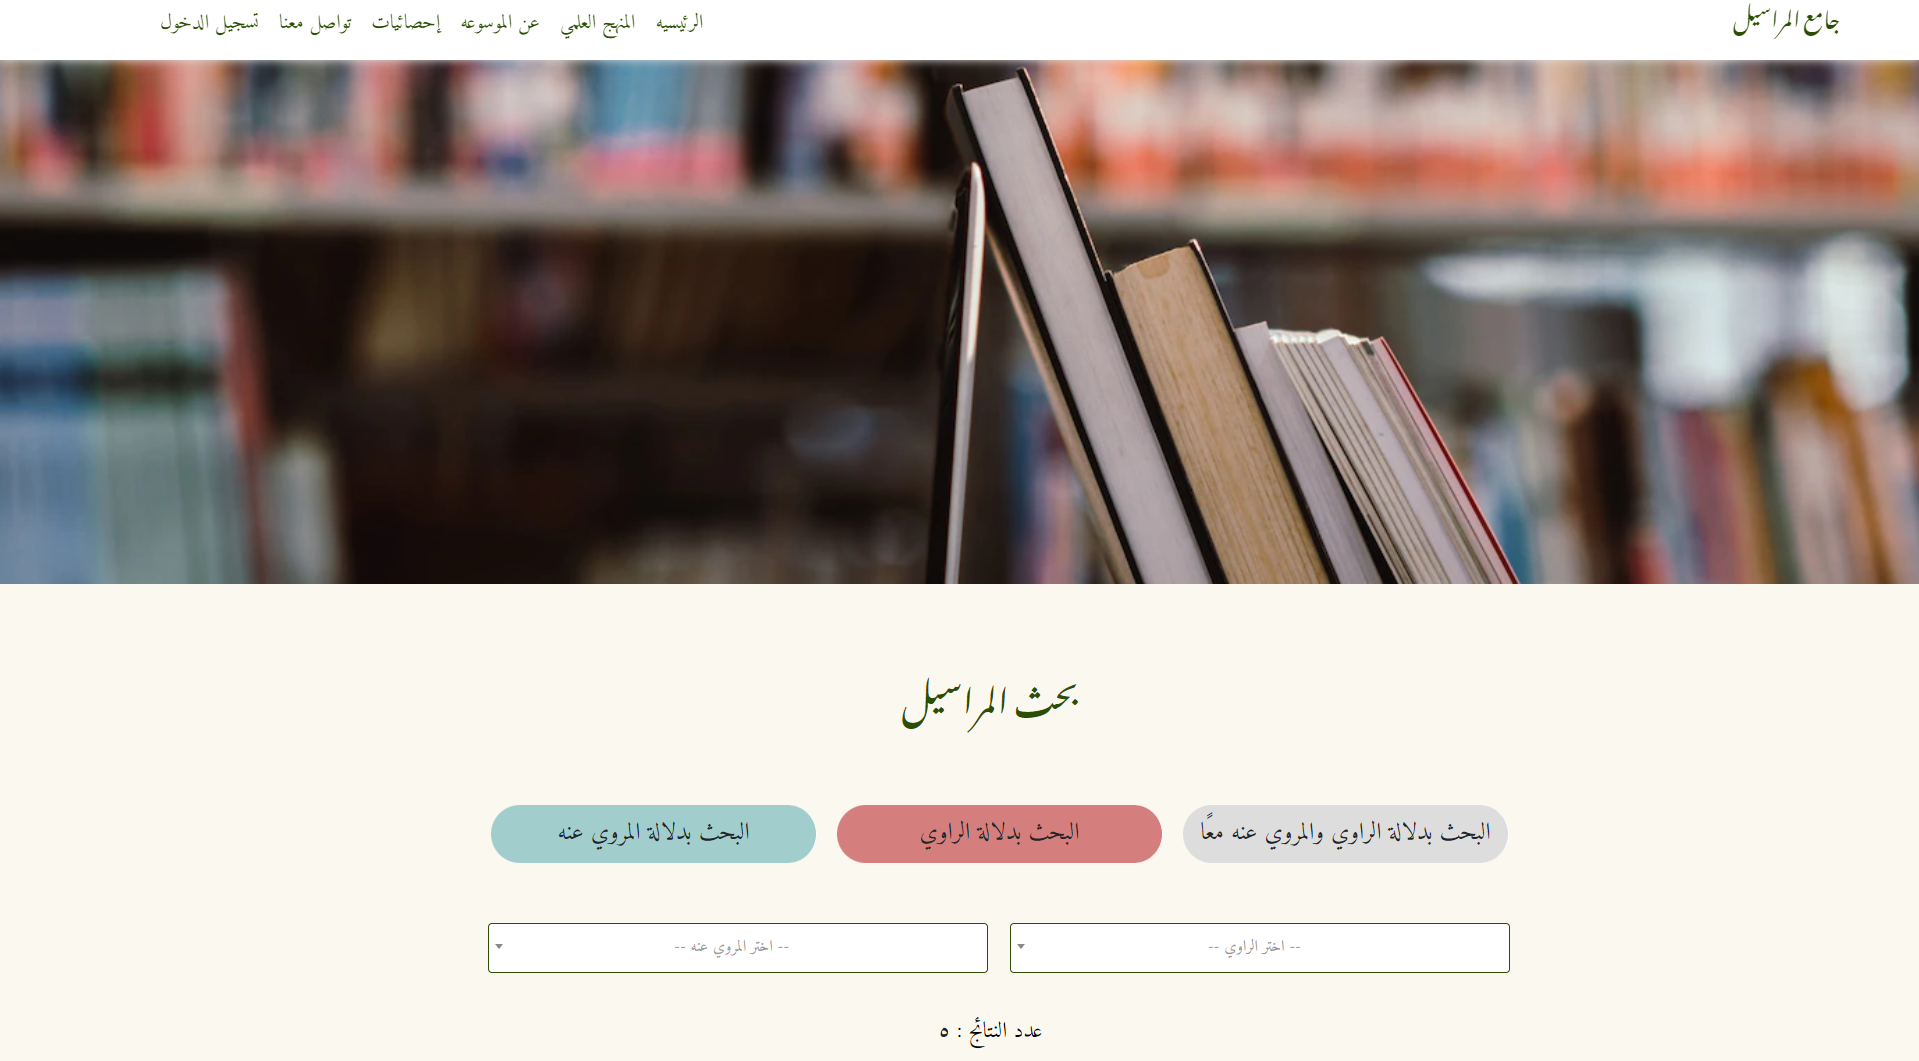 جامع المراسيل
الرئيسيه المنهج العلمي عن الموسوعه إحصائيات تواصل معنا تسجيل الدخول
بحث المراسيل
البحث بدلالة الراوي والمروي عنه معًا
البحث بدلالة الراوي
البحث بدلالة المروي عنه
-- اختر الراوي --
-- اختر المروي عنه --
عدد النتائج : ٥